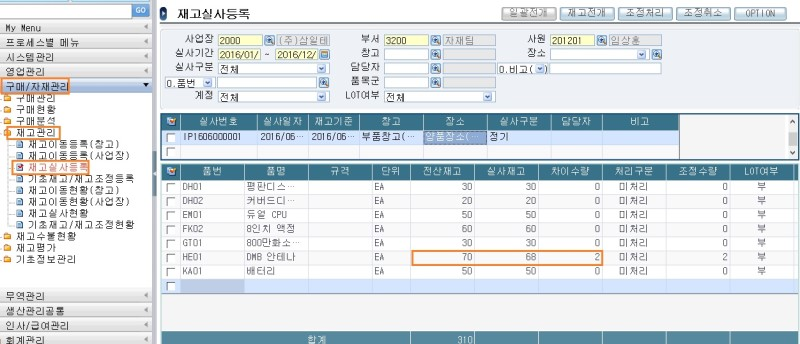 GO
My Menu
프로세스별 메뉴
시스템관리
영업관리
구매/자재관리
구매관리
구매현황
구매분석
재고관리
재고이동등록(창고)
재고이동등록(사업장)
재고실사등록
기초재고/재고조정등록
재고이동현황(창고)
재고이동현황(사업장)
재고실사현황
기초재고/재고조정현황
재고수불현황
재고평가
기초정보관리
무역관리
생산관리공통
인사/급여관리
회계관리
재고실사등록 일괄전개 재고전개 조정처리 조정취소 OPTION
사업장 2000 (주)삼일테 부서 3200 자재팀 사원 201201 임상훈
실사기간 2016/01/ - 2016/12/ 창고 장소
실사구분 전체 담당자 0.비고(
0.품번 품목군
계정 전체 LOT여부 전체
실사번호 실사일자 재고기준 창고 장소 실사구분 담당자 비고
IP1606000001 2016/06··· 2016/06··· 부품창고(··· 양품장소(··· 정기
품번 품명 규격 단위 전산재고 실사재고 차이수량 처리구분 조정수량 LOT여부
DH01 평판디스··· EA 30 30 0 미처리 0 부
DH02 커버드디··· EA 20 20 0 미처리 0 부
EM01 듀얼 CPU EA 50 50 0 미처리 0 부
FK02 8인치 액정 EA 60 60 0 미처리 0 부
GT01 800만화소··· EA 30 30 0 미처리 0 부
HE01 DMB 안테나 EA 70 68 2 미처리 2 부
KA01 배터리 EA 50 50 0 미처리 0 부
합계 310